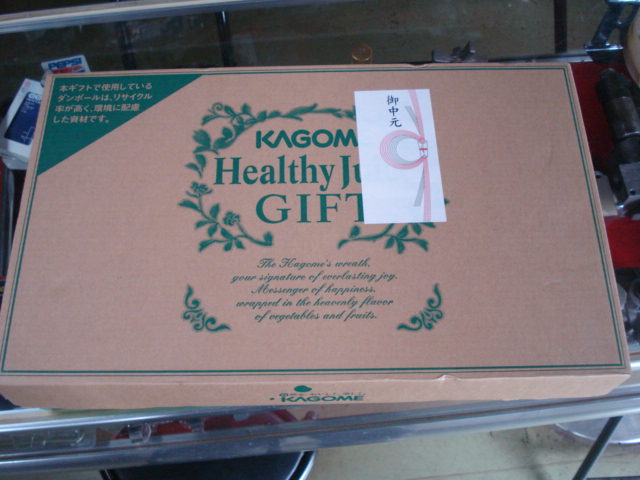 PEPSI
本ギフトで使用している
ダンボールは、リサイクル
率が高く、環境に配慮
した資材です。
御中元
KAGOME
Healthy Ju
GIFT
The Kagome's wreath,
your signature of everlasting joy.
Messenger of happiness,
wrapped in the heavenly flavor
of vegetables and fruits.
KAGOME